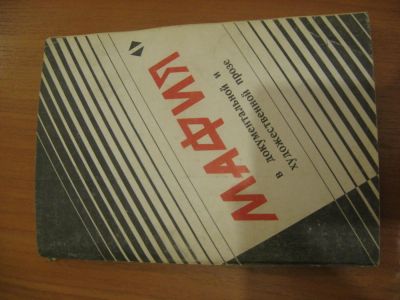 МАФИЯ
в
документальной и
художественной прозе